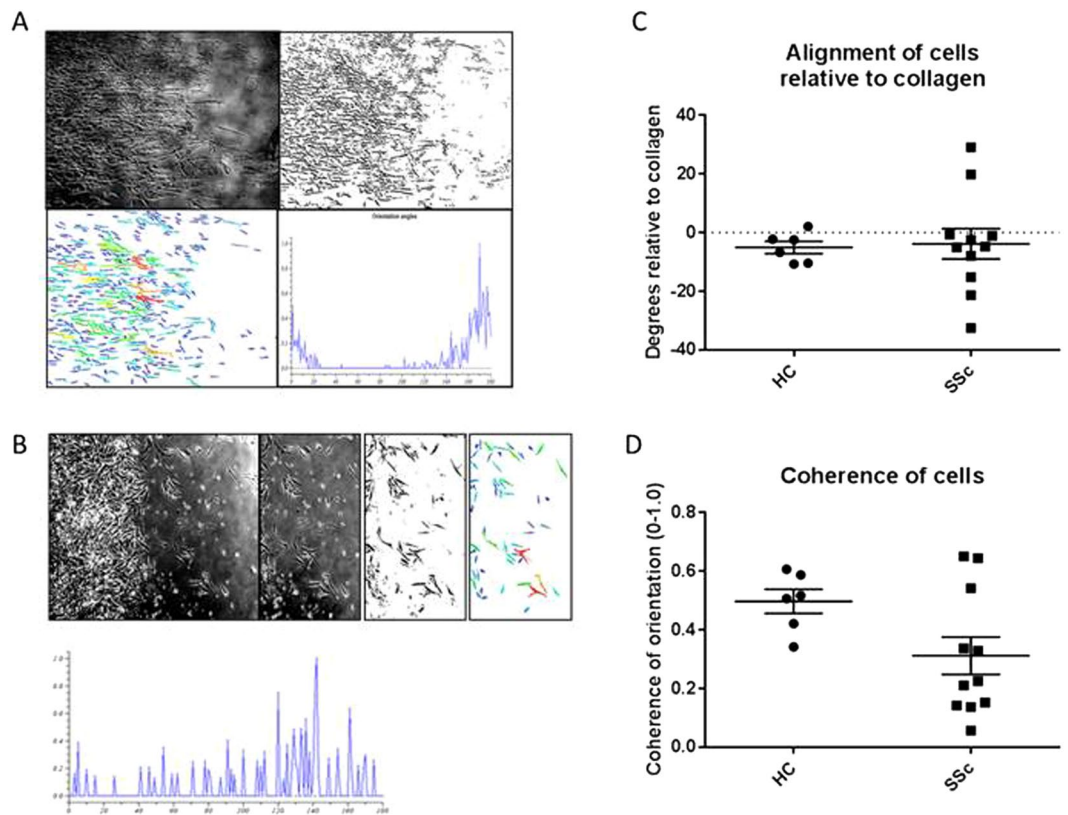 A
C
Alignment of cells
relative to collagen
Degrees relative to collagen
40
20
0
-20
-40
HC
SSc
Orientation angles
B
D
Coherence of cells
Coherence of orientation (0-1.0)
0.8
0.6
0.4
0.2
0.0
HC
SSc